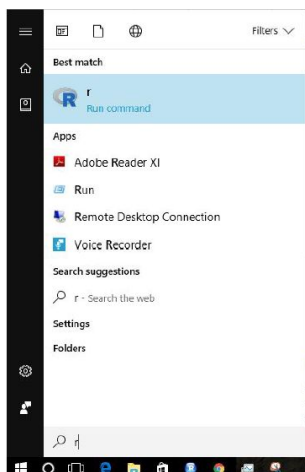 Filters
Best match
r
Run command
Apps
Adobe Reader XI
Run
Remote Desktop Connection
Voice Recorder
Search suggestions
r - Search the web
Settings
Folders
r